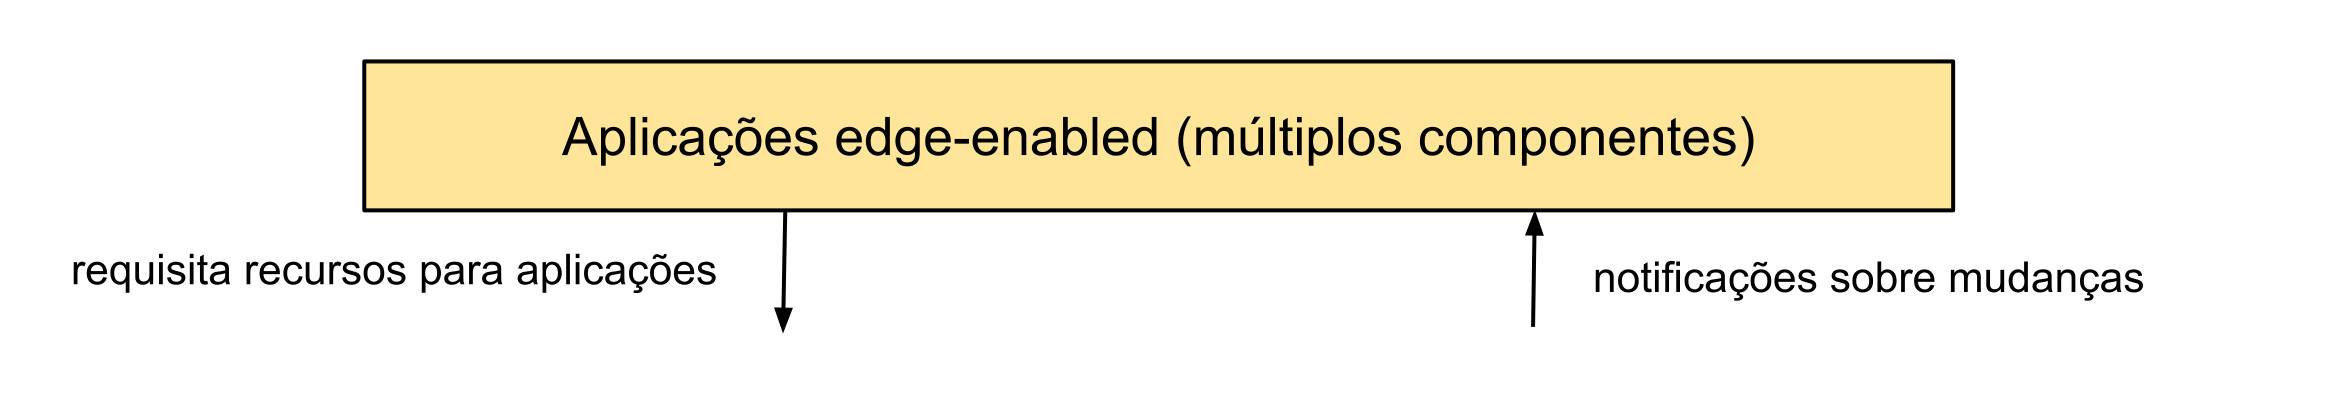 Aplicações edge-enabled (múltiplos componentes)
requisita recursos para aplicações
notificações sobre mudanças